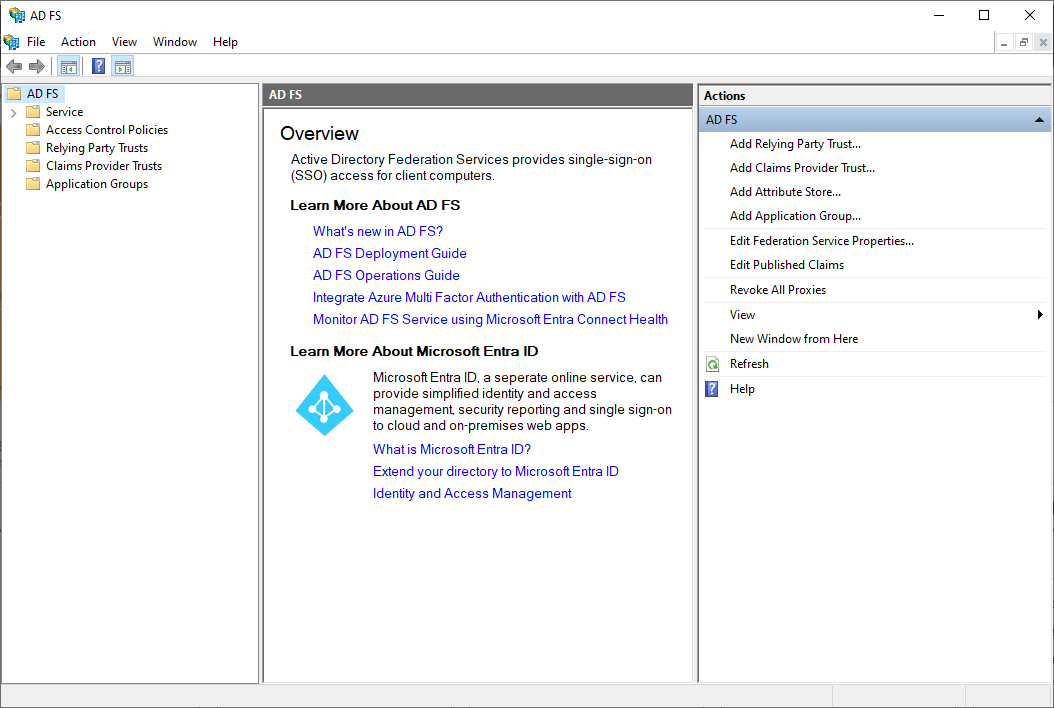 AD FS
File Action View Window Help
AD FS
Service
Access Control Policies
Relying Party Trusts
Claims Provider Trusts
Application Groups
AD FS
Overview
Active Directory Federation Services provides single-sign-on
(SSO) access for client computers.
Learn More About AD FS
What's new in AD FS?
AD FS Deployment Guide
AD FS Operations Guide
Integrate Azure Multi Factor Authentication with AD FS
Monitor AD FS Service using Microsoft Entra Connect Health
Learn More About Microsoft Entra ID
Microsoft Entra ID, a seperate online service, can
provide simplified identity and access
management, security reporting and single sign-on
to cloud and on-premises web apps.
What is Microsoft Entra ID?
Extend your directory to Microsoft Entra ID
Identity and Access Management
Actions
AD FS
Add Relying Party Trust...
Add Claims Provider Trust...
Add Attribute Store...
Add Application Group...
Edit Federation Service Properties...
Edit Published Claims
Revoke All Proxies
View
New Window from Here
Refresh
Help